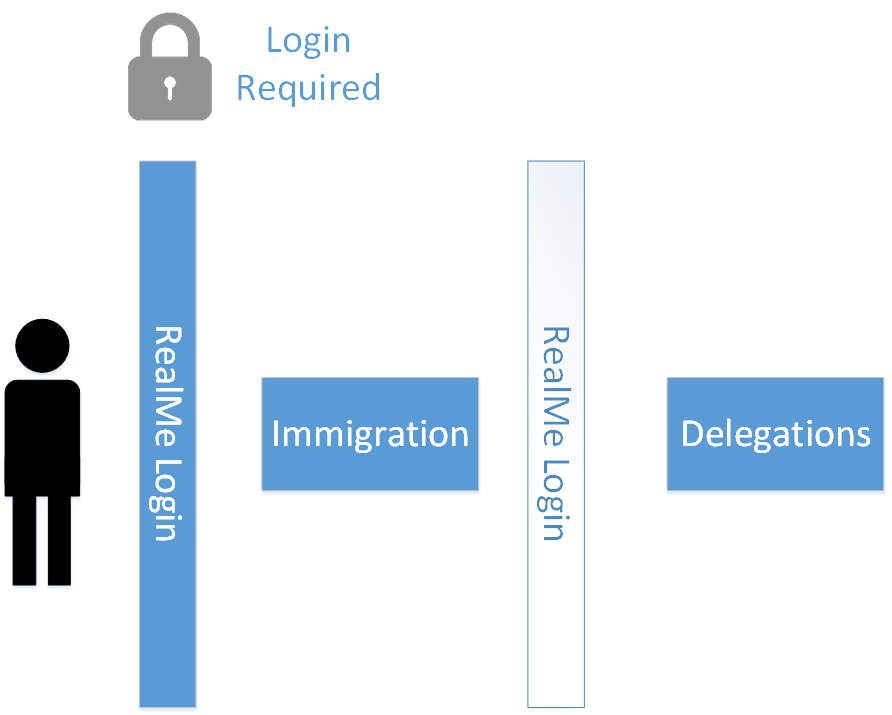 Login
Required
RealMe Login
Immigration
RealMe Login
Delegations